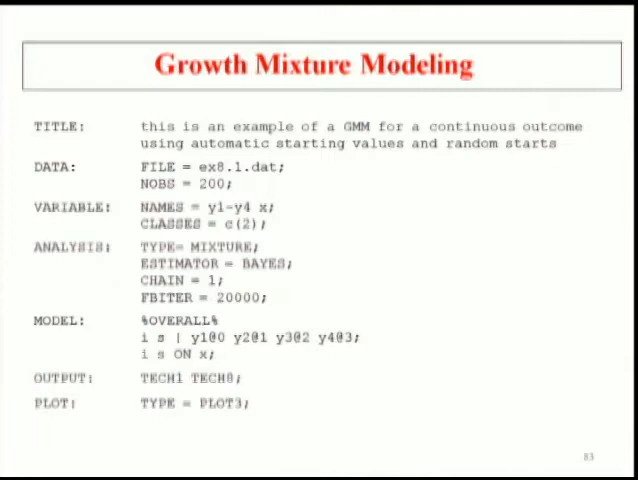 Growth Mixture Modeling
TITLE: this is an example of a GMM for a continuous outcome
using automatic starting values and random starts
DATA: FILE = ex8.1.dat;
NOBS = 200;
VARIABLE: NAMES = y1-y4 x;
CLASSES = c(2);
ANALYSIS: TYPE= MIXTURE;
ESTIMATOR = BAYES;
CHAIN = 1;
FBITER = 20000;
MODEL: %OVERALL%
i s | y1@0 y2@1 y3@2 y4@3;
i s ON x;
OUTPUT: TECH1 TECH8;
PLOT: TYPE = PLOT3;
83